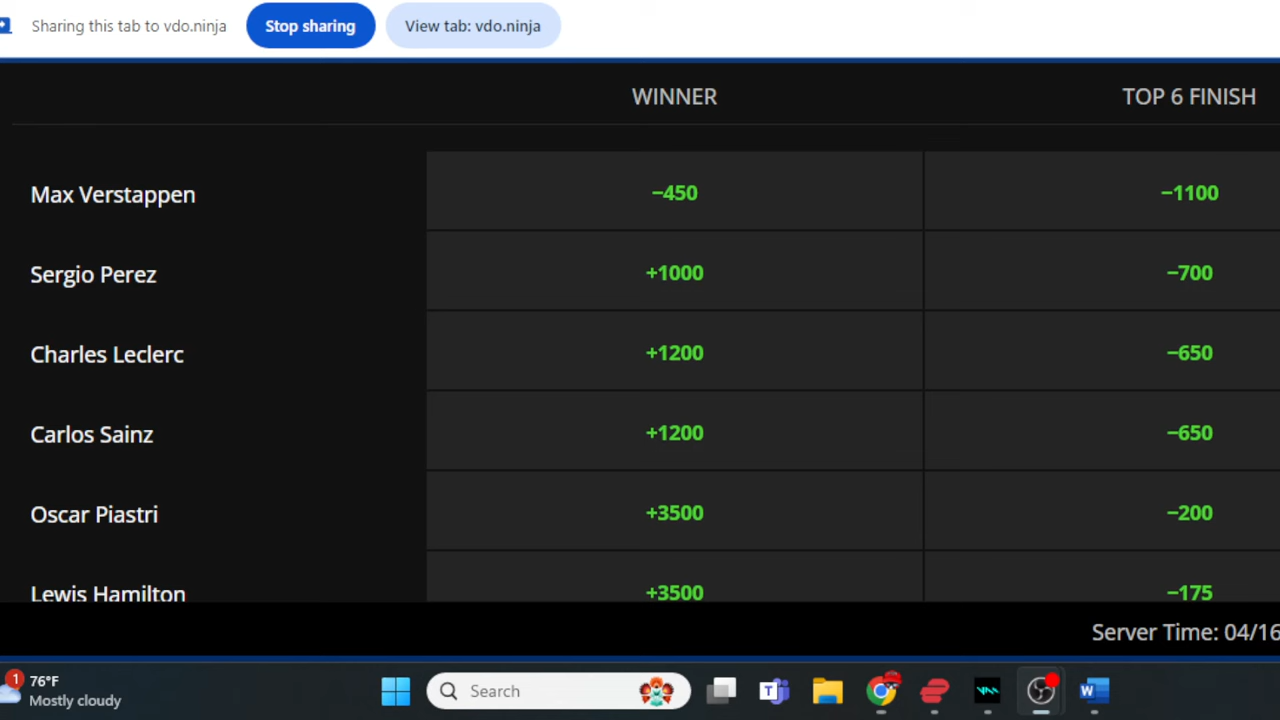 Sharing this tab to vdo.ninja Stop sharing View tab: vdo.ninja
WINNER TOP 6 FINISH
Max Verstappen −450 −1100
Sergio Perez +1000 −700
Charles Leclerc +1200 −650
Carlos Sainz +1200 −650
Oscar Piastri +3500 −200
Lewis Hamilton +3500 −175
Server Time: 04/16
1 76°F
Mostly cloudy
Search